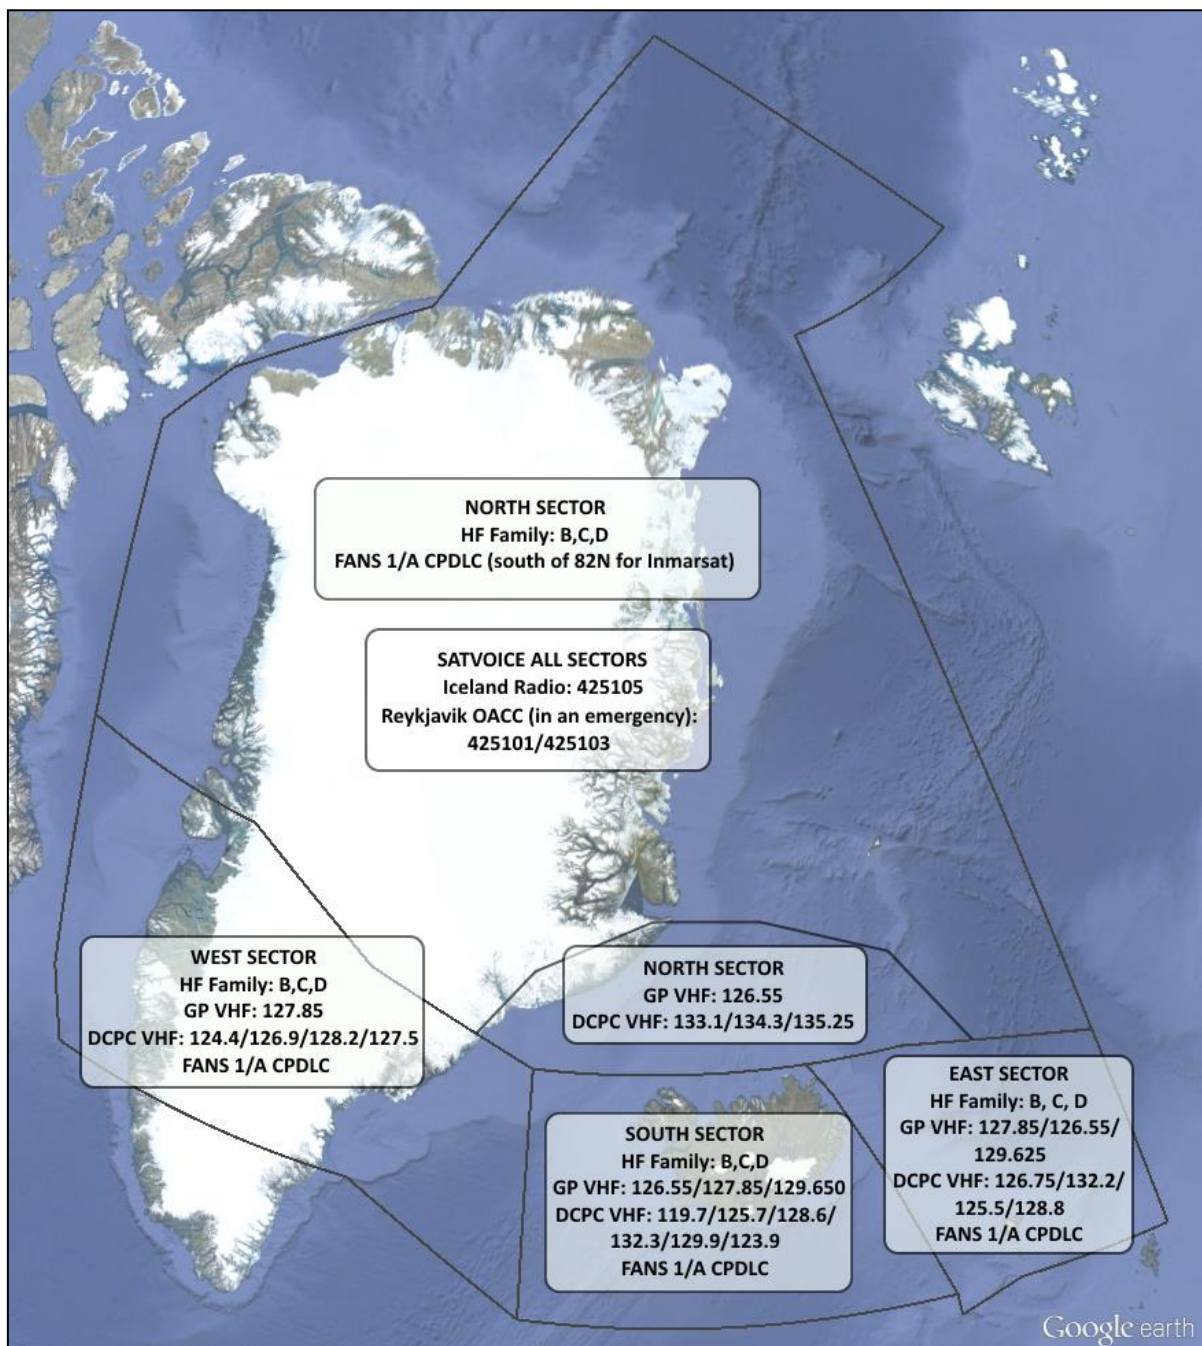 NORTH SECTOR
HF Family: B,C,D
FANS 1/A CPDLC (south of 82N for Inmarsat)
SATVOICE ALL SECTORS
Iceland Radio: 425105
Reykjavik OACC (in an emergency):
425101/425103
WEST SECTOR
HF Family: B,C,D
GP VHF: 127.85
DCPC VHF: 124.4/126.9/128.2/127.5
FANS 1/A CPDLC
NORTH SECTOR
GP VHF: 126.55
DCPC VHF: 133.1/134.3/135.25
SOUTH SECTOR
HF Family: B,C,D
GP VHF: 126.55/127.85/129.650
DCPC VHF: 119.7/125.7/128.6/
132.3/129.9/123.9
FANS 1/A CPDLC
EAST SECTOR
HF Family: B, C, D
GP VHF: 127.85/126.55/
129.625
DCPC VHF: 126.75/132.2/
125.5/128.8
FANS 1/A CPDLC
Google earth